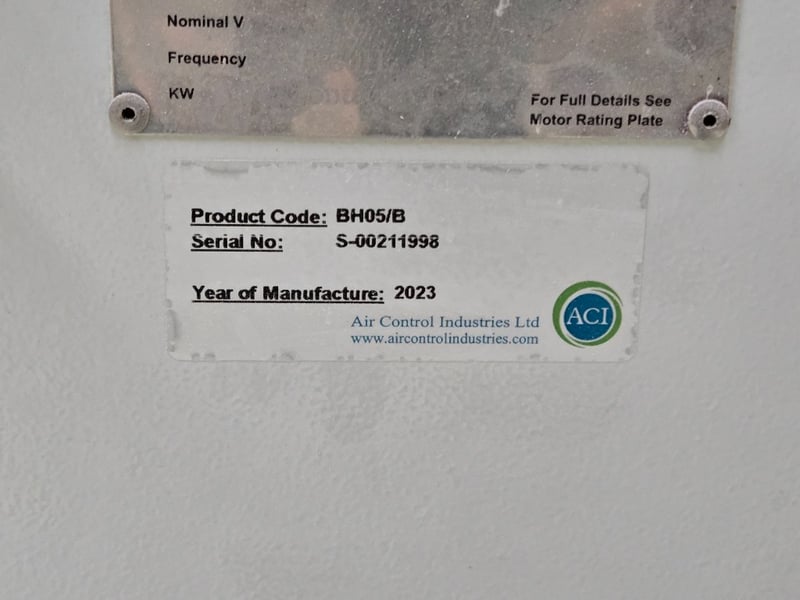 Nominal V
Frequency
KW
For Full Details See
Motor Rating Plate
Product Code: BH05/B
Serial No: S-00211998
Year of Manufacture: 2023
Air Control Industries Ltd
www.aircontrolindustries.com
ACI